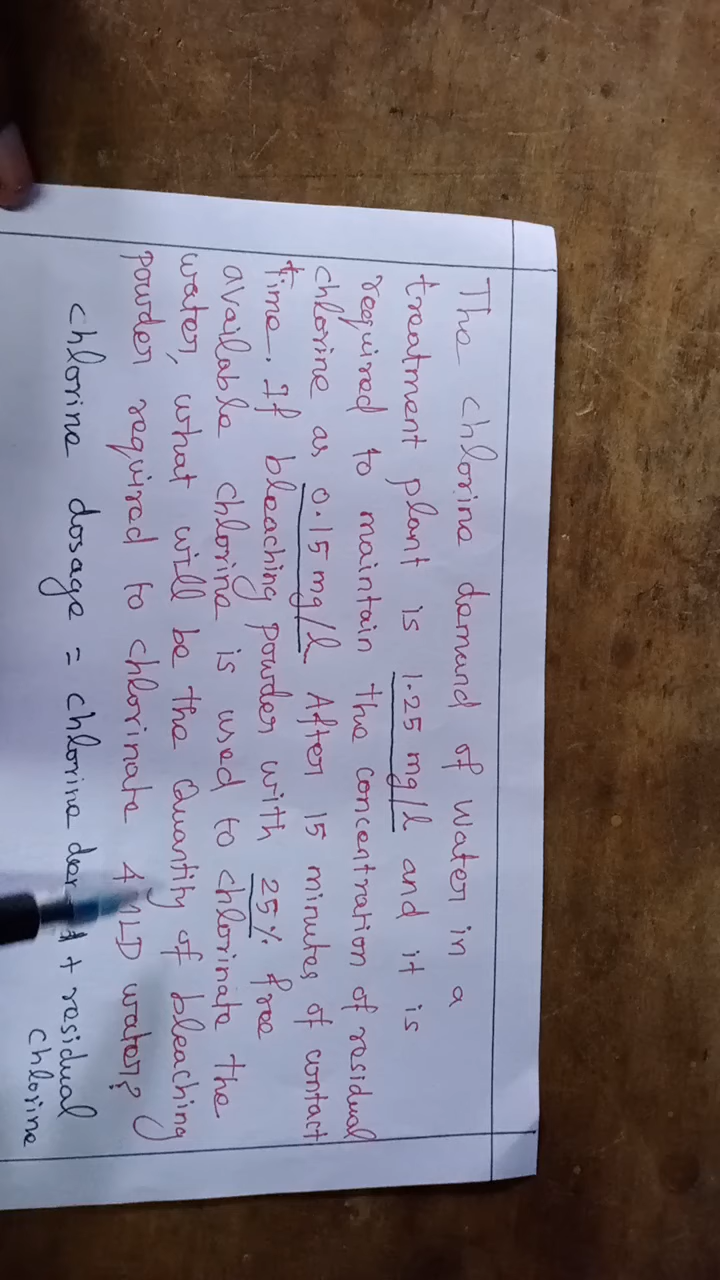 The chlorine demand of water in a
treatment plant is 1.25 mg/l and it is
required to maintain the concentration of residual
chlorine as 0.15 mg/l After 15 minutes of contact
time. If bleaching powder with 25% free
available chlorine is used to chlorinate the
water, what will be the Quantity of bleaching
powder required to chlorinate 4 MLD water?
chlorine dosage = chlorine + residual
chlorine